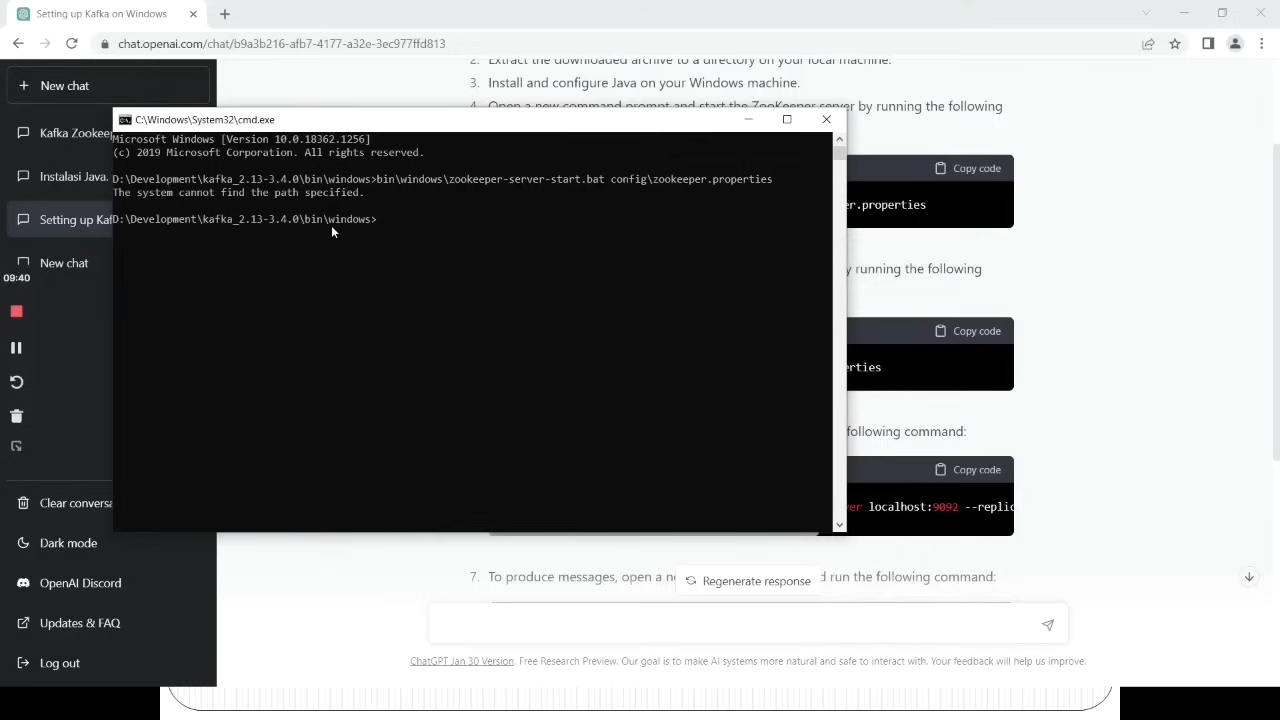 Setting up Kafka on Windows
chat.openai.com/chat/b9a3b216-afb7-4177-a32e-3ec977ffd813
New chat
Kafka Zookeep
Instalasi Java.
Setting up Kaf
New chat
09:40
Clear conversa
Dark mode
OpenAI Discord
Updates & FAQ
Log out
2. Extract the downloaded archive to a directory on your local machine.
3. Install and configure Java on your Windows machine.
4. Open a new command prompt and start the ZooKeeper server by running the following
C:\Windows\System32\cmd.exe
Microsoft Windows [Version 10.0.18362.1256]
(c) 2019 Microsoft Corporation. All rights reserved.
D:\Development\kafka_2.13-3.4.0\bin\windows>bin\windows\zookeeper-server-start.bat config\zookeeper.properties
The system cannot find the path specified.
D:\Development\kafka_2.13-3.4.0\bin\windows>
Copy code
er.properties
y running the following
Copy code
erties
following command:
Copy code
er localhost:9092 --replic
7. To produce messages, open a n
d run the following command:
Regenerate response
ChatGPT Jan 30 Version. Free Research Preview. Our goal is to make AI systems more natural and safe to interact with. Your feedback will help us improve.